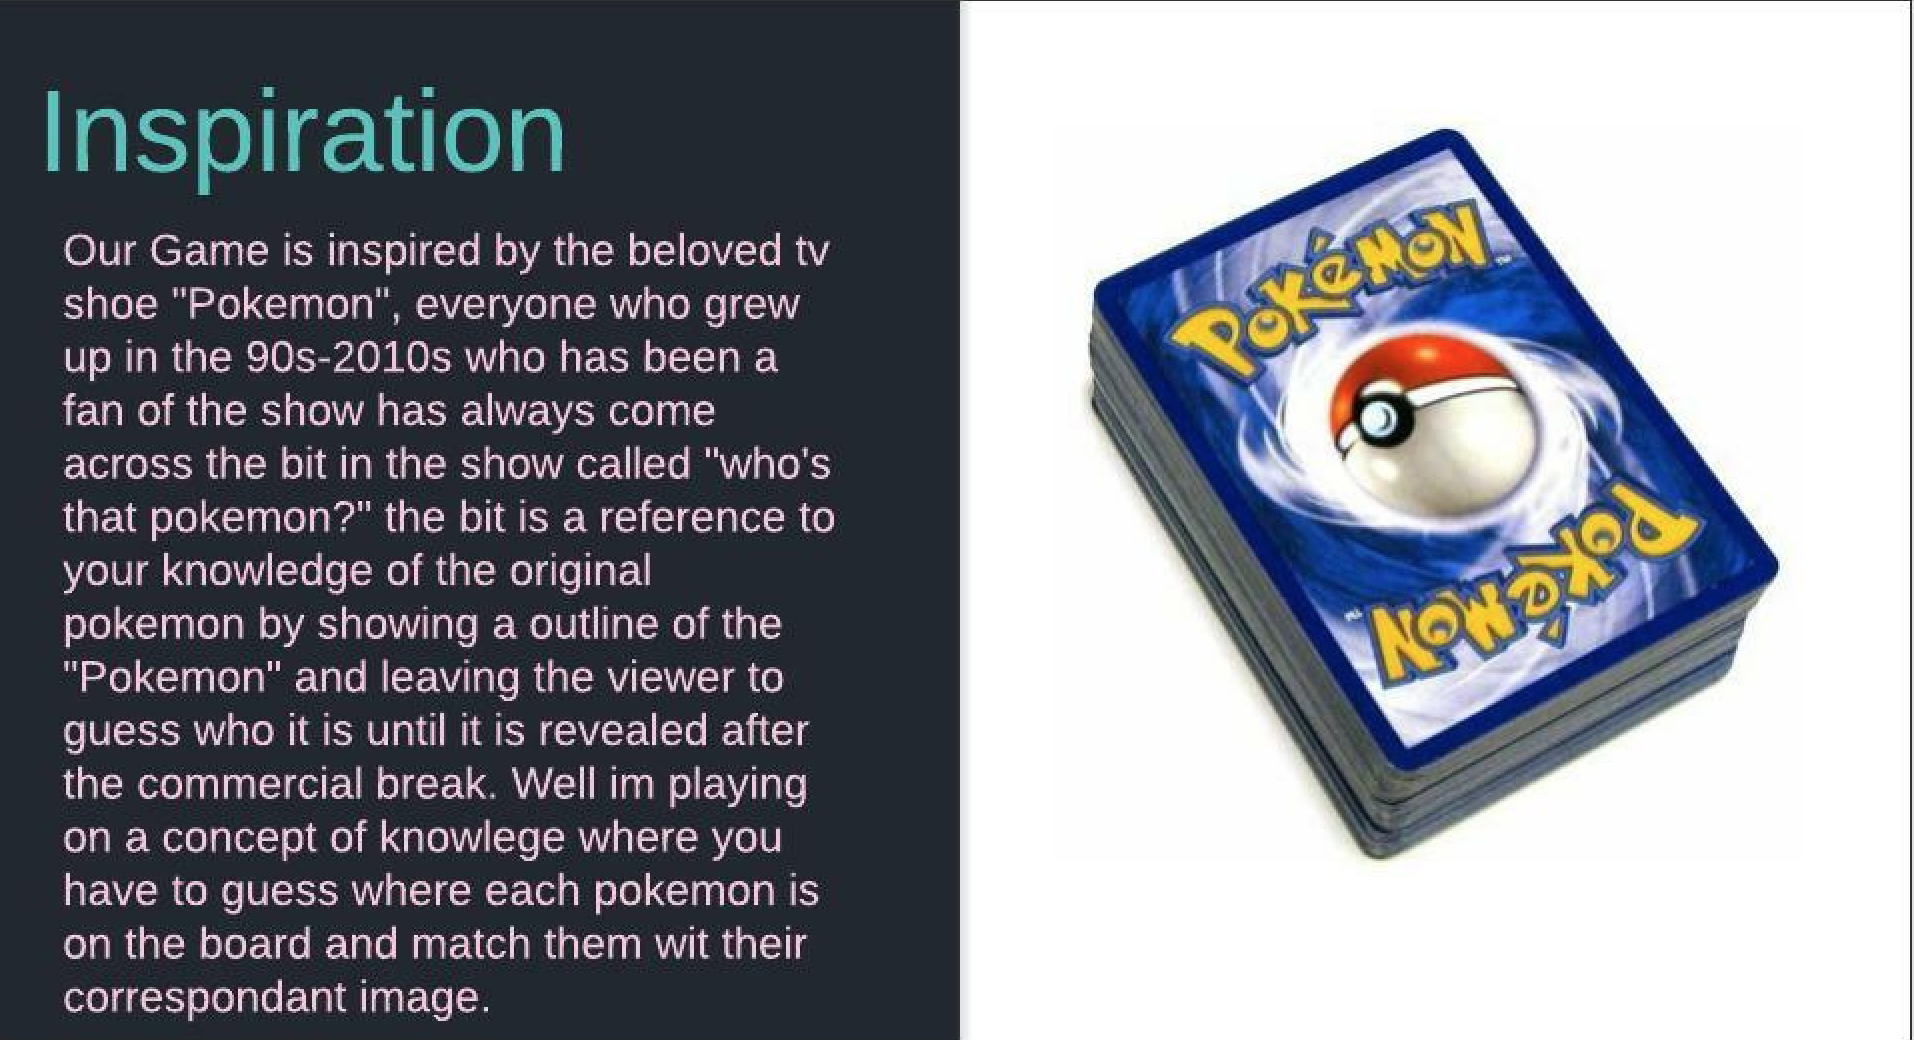 Inspiration
Our Game is inspired by the beloved tv
shoe "Pokemon", everyone who grew
up in the 90s-2010s who has been a
fan of the show has always come
across the bit in the show called "who's
that pokemon?" the bit is a reference to
your knowledge of the original
pokemon by showing a outline of the
"Pokemon" and leaving the viewer to
guess who it is until it is revealed after
the commercial break. Well im playing
on a concept of knowlege where you
have to guess where each pokemon is
on the board and match them wit their
correspondant image.
POKéMON
POKéMON